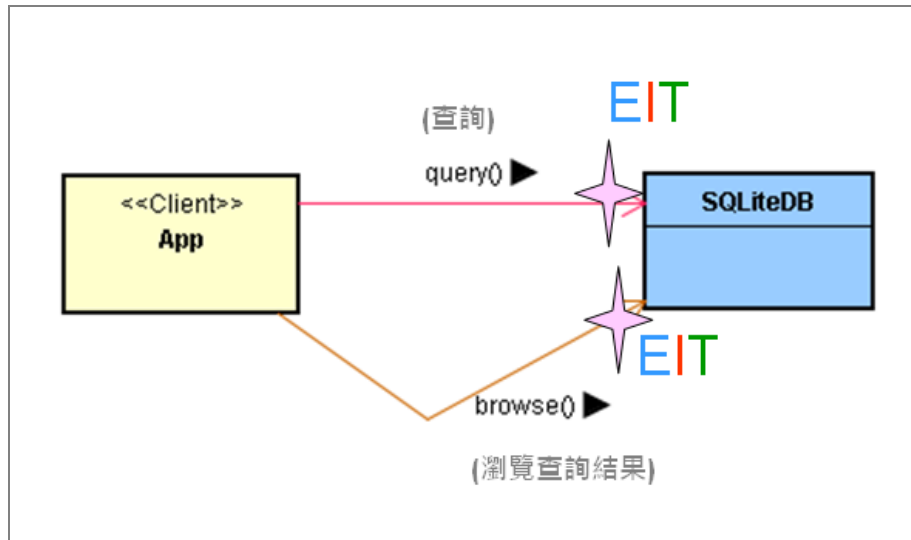 EIT
(查詢)
query() ▶
<<Client>>
App
SQLiteDB
EIT
browse() ▶
(瀏覽查詢結果)